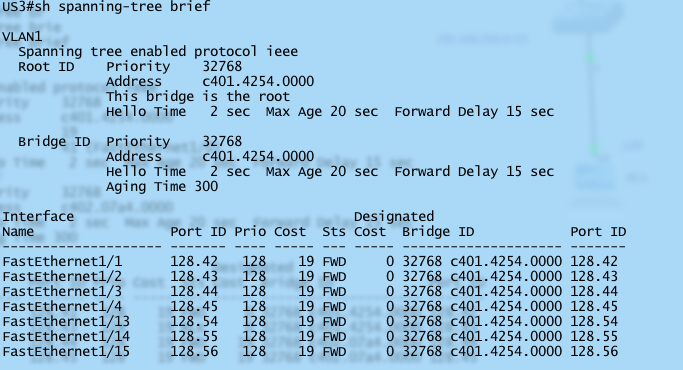 US3#sh spanning-tree brief
VLAN1
  Spanning tree enabled protocol ieee
  Root ID    Priority    32768
             Address     c401.4254.0000
             This bridge is the root
             Hello Time   2 sec  Max Age 20 sec  Forward Delay 15 sec
  Bridge ID  Priority    32768
             Address     c401.4254.0000
             Hello Time   2 sec  Max Age 20 sec  Forward Delay 15 sec
             Aging Time 300
Interface                                   Designated
Name                 Port ID Prio Cost  Sts Cost  Bridge ID            Port ID
-------------------- ------- ---- ----- --- ----- -------------------- -------
FastEthernet1/1      128.42   128    19 FWD     0 32768 c401.4254.0000 128.42
FastEthernet1/2      128.43   128    19 FWD     0 32768 c401.4254.0000 128.43
FastEthernet1/3      128.44   128    19 FWD     0 32768 c401.4254.0000 128.44
FastEthernet1/4      128.45   128    19 FWD     0 32768 c401.4254.0000 128.45
FastEthernet1/13     128.54   128    19 FWD     0 32768 c401.4254.0000 128.54
FastEthernet1/14     128.55   128    19 FWD     0 32768 c401.4254.0000 128.55
FastEthernet1/15     128.56   128    19 FWD     0 32768 c401.4254.0000 128.56